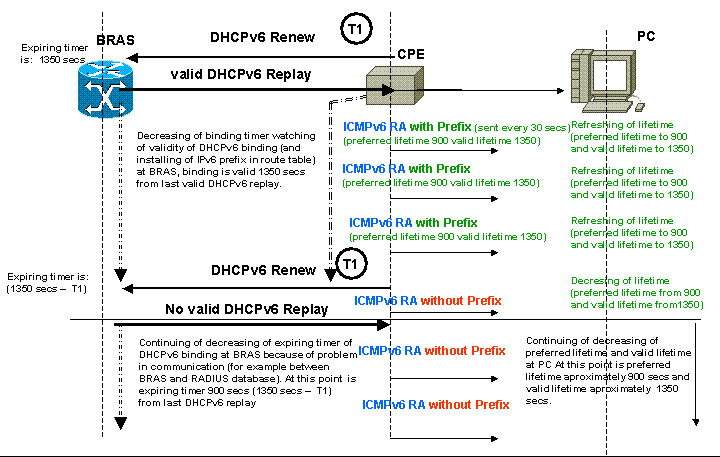 BRAS
DHCPv6 Renew
T1
CPE
PC
Expiring timer
is:  1350 secs
valid DHCPv6 Replay
Decreasing of binding timer watching
of validity of DHCPv6 binding (and
installing of IPv6 prefix in route table)
at BRAS, binding is valid 1350 secs
from last valid DHCPv6 replay.
ICMPv6 RA with Prefix (sent every 30 secs)
(preferred lifetime 900 valid lifetime 1350)
Refreshing of lifetime
(preferred lifetime to 900
and valid lifetime to 1350)
ICMPv6 RA with Prefix
(preferred lifetime 900 valid lifetime 1350)
Refreshing of lifetime
(preferred lifetime to 900
and valid lifetime to 1350)
ICMPv6 RA with Prefix
(preferred lifetime 900 valid lifetime 1350)
Refreshing of lifetime
(preferred lifetime to 900
and valid lifetime to 1350)
Expiring timer is:
(1350 secs – T1)
DHCPv6 Renew
T1
Decresing of lifetime
(preferred lifetime from 900
and valid lifetime from1350)
No valid DHCPv6 Replay
ICMPv6 RA without Prefix
Continuing of decreasing of expiring timer of
DHCPv6 binding at BRAS because of problem
in communication (for example between
BRAS and RADIUS database). At this point is
expiring timer 900 secs (1350 secs – T1)
from last DHCPv6 replay
ICMPv6 RA without Prefix
ICMPv6 RA without Prefix
Continuing of decreasing of
preferred lifetime and valid lifetime
at PC At this point is preferred
lifetime aproximately 900 secs and
valid lifetime aproximately  1350
secs.